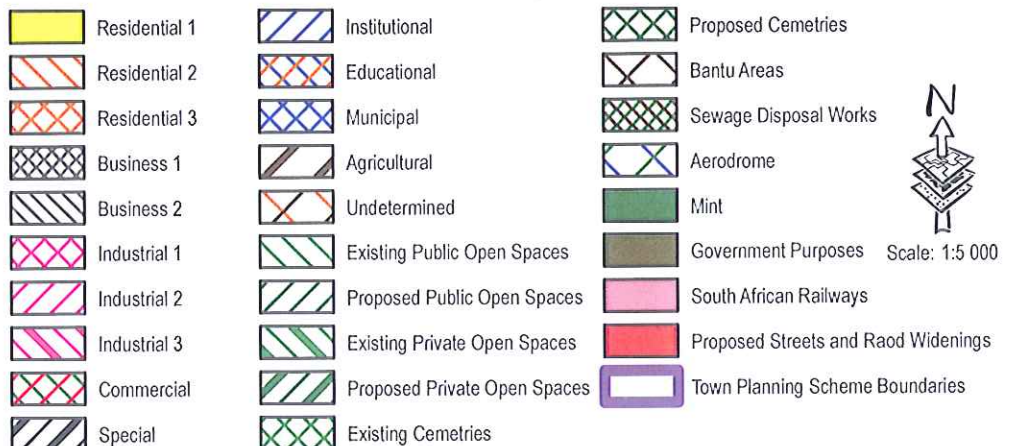 Residential 1
Residential 2
Residential 3
Business 1
Business 2
Industrial 1
Industrial 2
Industrial 3
Commercial
Special
Institutional
Educational
Municipal
Agricultural
Undetermined
Existing Public Open Spaces
Proposed Public Open Spaces
Existing Private Open Spaces
Proposed Private Open Spaces
Existing Cemetries
Proposed Cemetries
Bantu Areas
Sewage Disposal Works
Aerodrome
Mint
Government Purposes
South African Railways
Proposed Streets and Raod Widenings
Town Planning Scheme Boundaries
N
Scale: 1:5 000